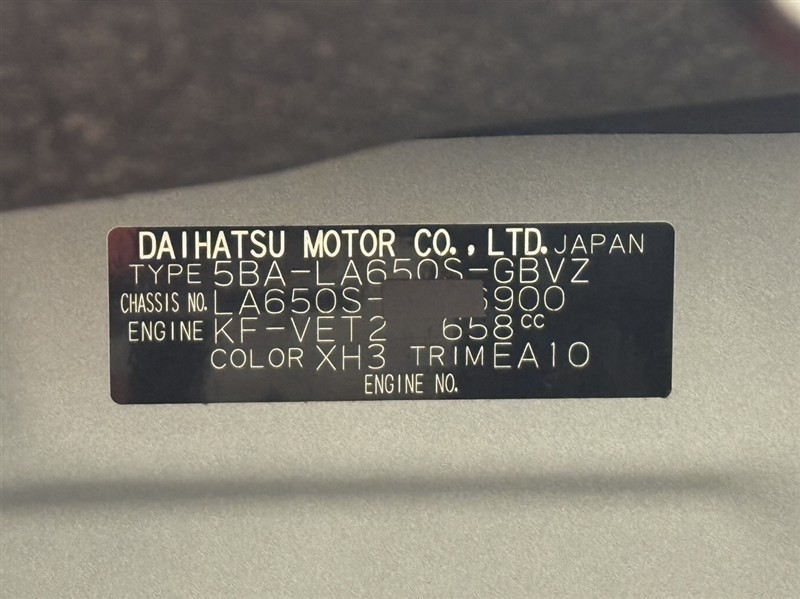 DAIHATSU MOTOR CO., LTD. JAPAN
TYPE 5BA-LA650S-GBVZ
CHASSIS NO. LA650S- 6900
ENGINE KF-VET2 658cc
COLOR XH3 TRIM EA10
ENGINE NO.